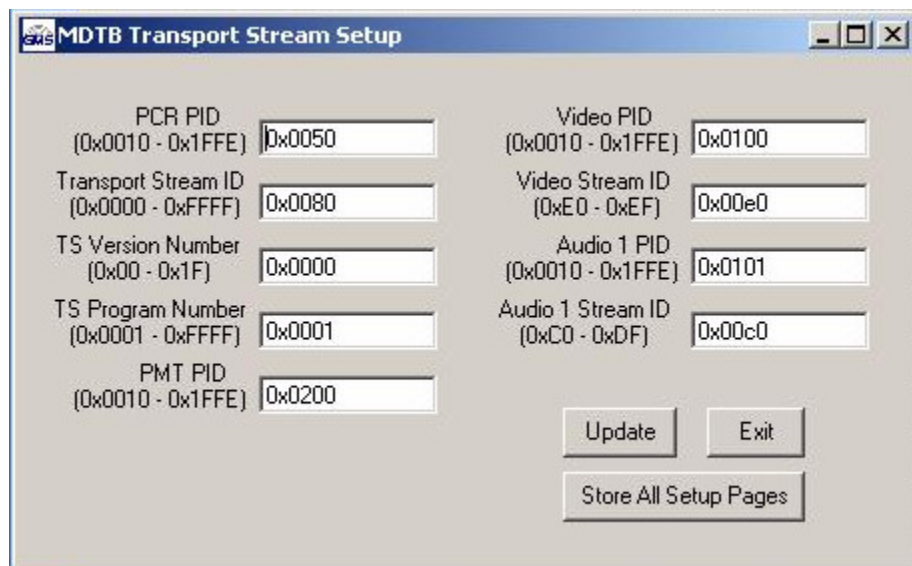 GMS MDTB Transport Stream Setup
PCR PID
(0x0010 - 0x1FFE) 0x0050
Transport Stream ID
(0x0000 - 0xFFFF) 0x0080
TS Version Number
(0x00 - 0x1F) 0x0000
TS Program Number
(0x0001 - 0xFFFF) 0x0001
PMT PID
(0x0010 - 0x1FFE) 0x0200
Video PID
(0x0010 - 0x1FFE) 0x0100
Video Stream ID
(0xE0 - 0xEF) 0x00e0
Audio 1 PID
(0x0010 - 0x1FFE) 0x0101
Audio 1 Stream ID
(0xC0 - 0xDF) 0x00c0
Update Exit
Store All Setup Pages